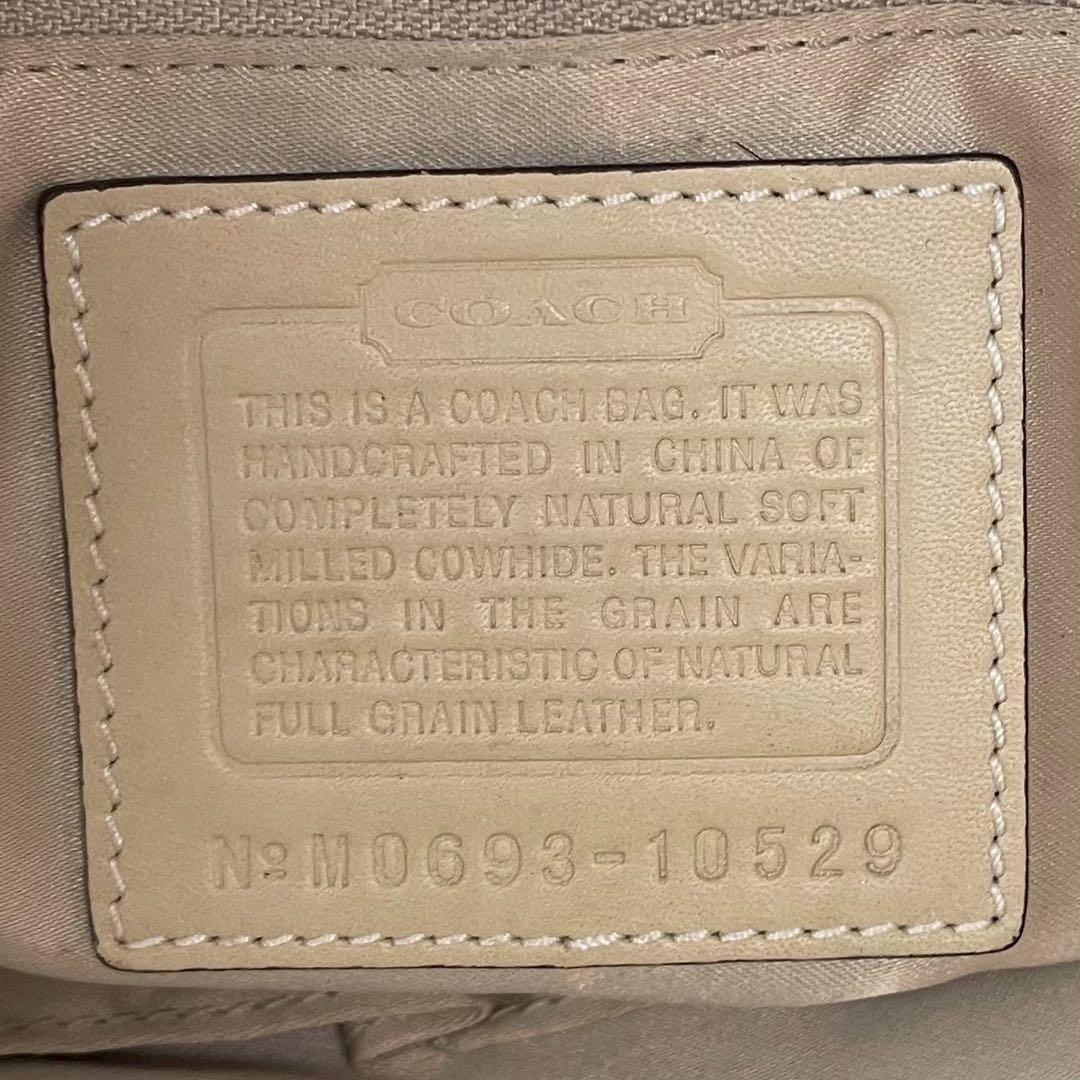 COACH
THIS IS A COACH BAG. IT WAS
HANDCRAFTED IN CHINA OF
COMPLETELY NATURAL SOFT
MILLED COWHIDE. THE VARIA-
TIONS IN THE GRAIN ARE
CHARACTERISTIC OF NATURAL
FULL GRAIN LEATHER.
No M0693-10529